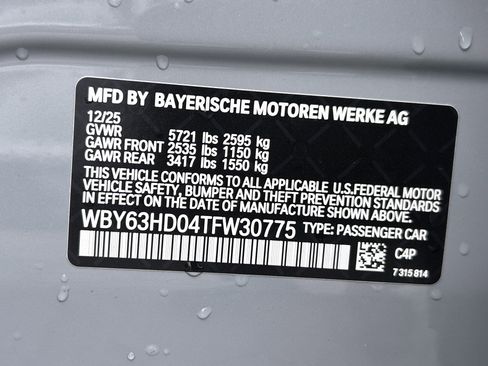 MFD BY BAYERISCHE MOTOREN WERKE AG
12/25
GVWR 5721 lbs 2595 kg
GAWR FRONT 2535 lbs 1150 kg
GAWR REAR 3417 lbs 1550 kg
THIS VEHICLE CONFORMS TO ALL APPLICABLE U.S.FEDERAL MOTOR
VEHICLE SAFETY, BUMPER AND THEFT PREVENTION STANDARDS
IN EFFECT ON THE DATE OF MANUFACTURE SHOWN ABOVE.
WBY63HD04TFW30775 TYPE: PASSENGER CAR
C4P
7 315 814